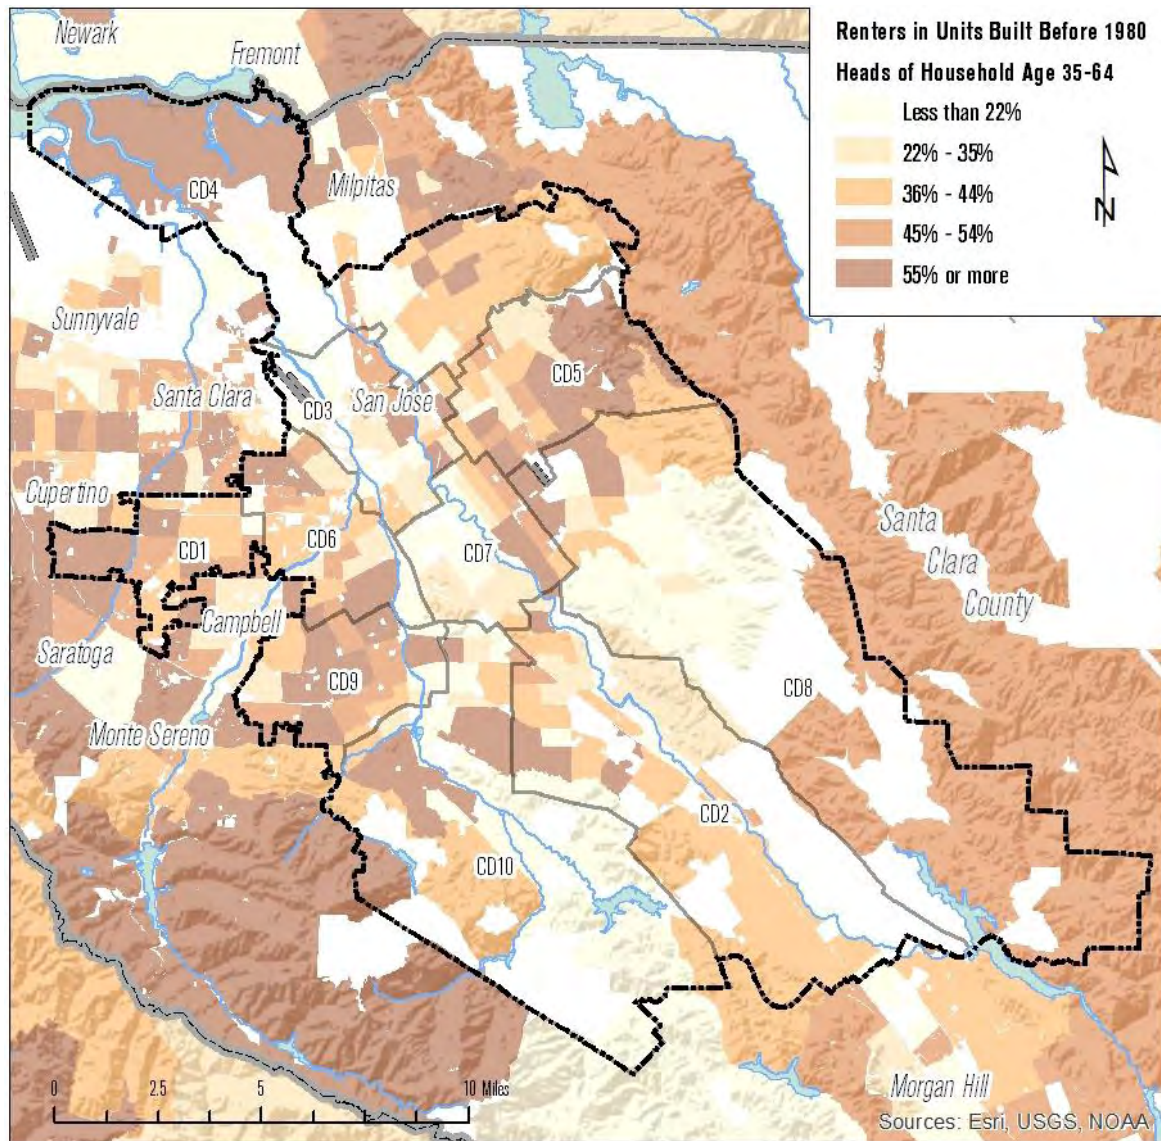 Renters in Units Built Before 1980
Heads of Household Age 35-64
Less than 22%
22% - 35%
36% - 44%
45% - 54%
55% or more
N
Newark
Fremont
CD4
Milpitas
Sunnyvale
Santa Clara
CD3
San Jose
CD5
Cupertino
CD1
CD6
CD7
Santa
Clara
County
Campbell
Saratoga
CD9
CD8
Monte Sereno
CD2
CD10
Morgan Hill
0 2.5 5 10 Miles
Sources: Esri, USGS, NOAA